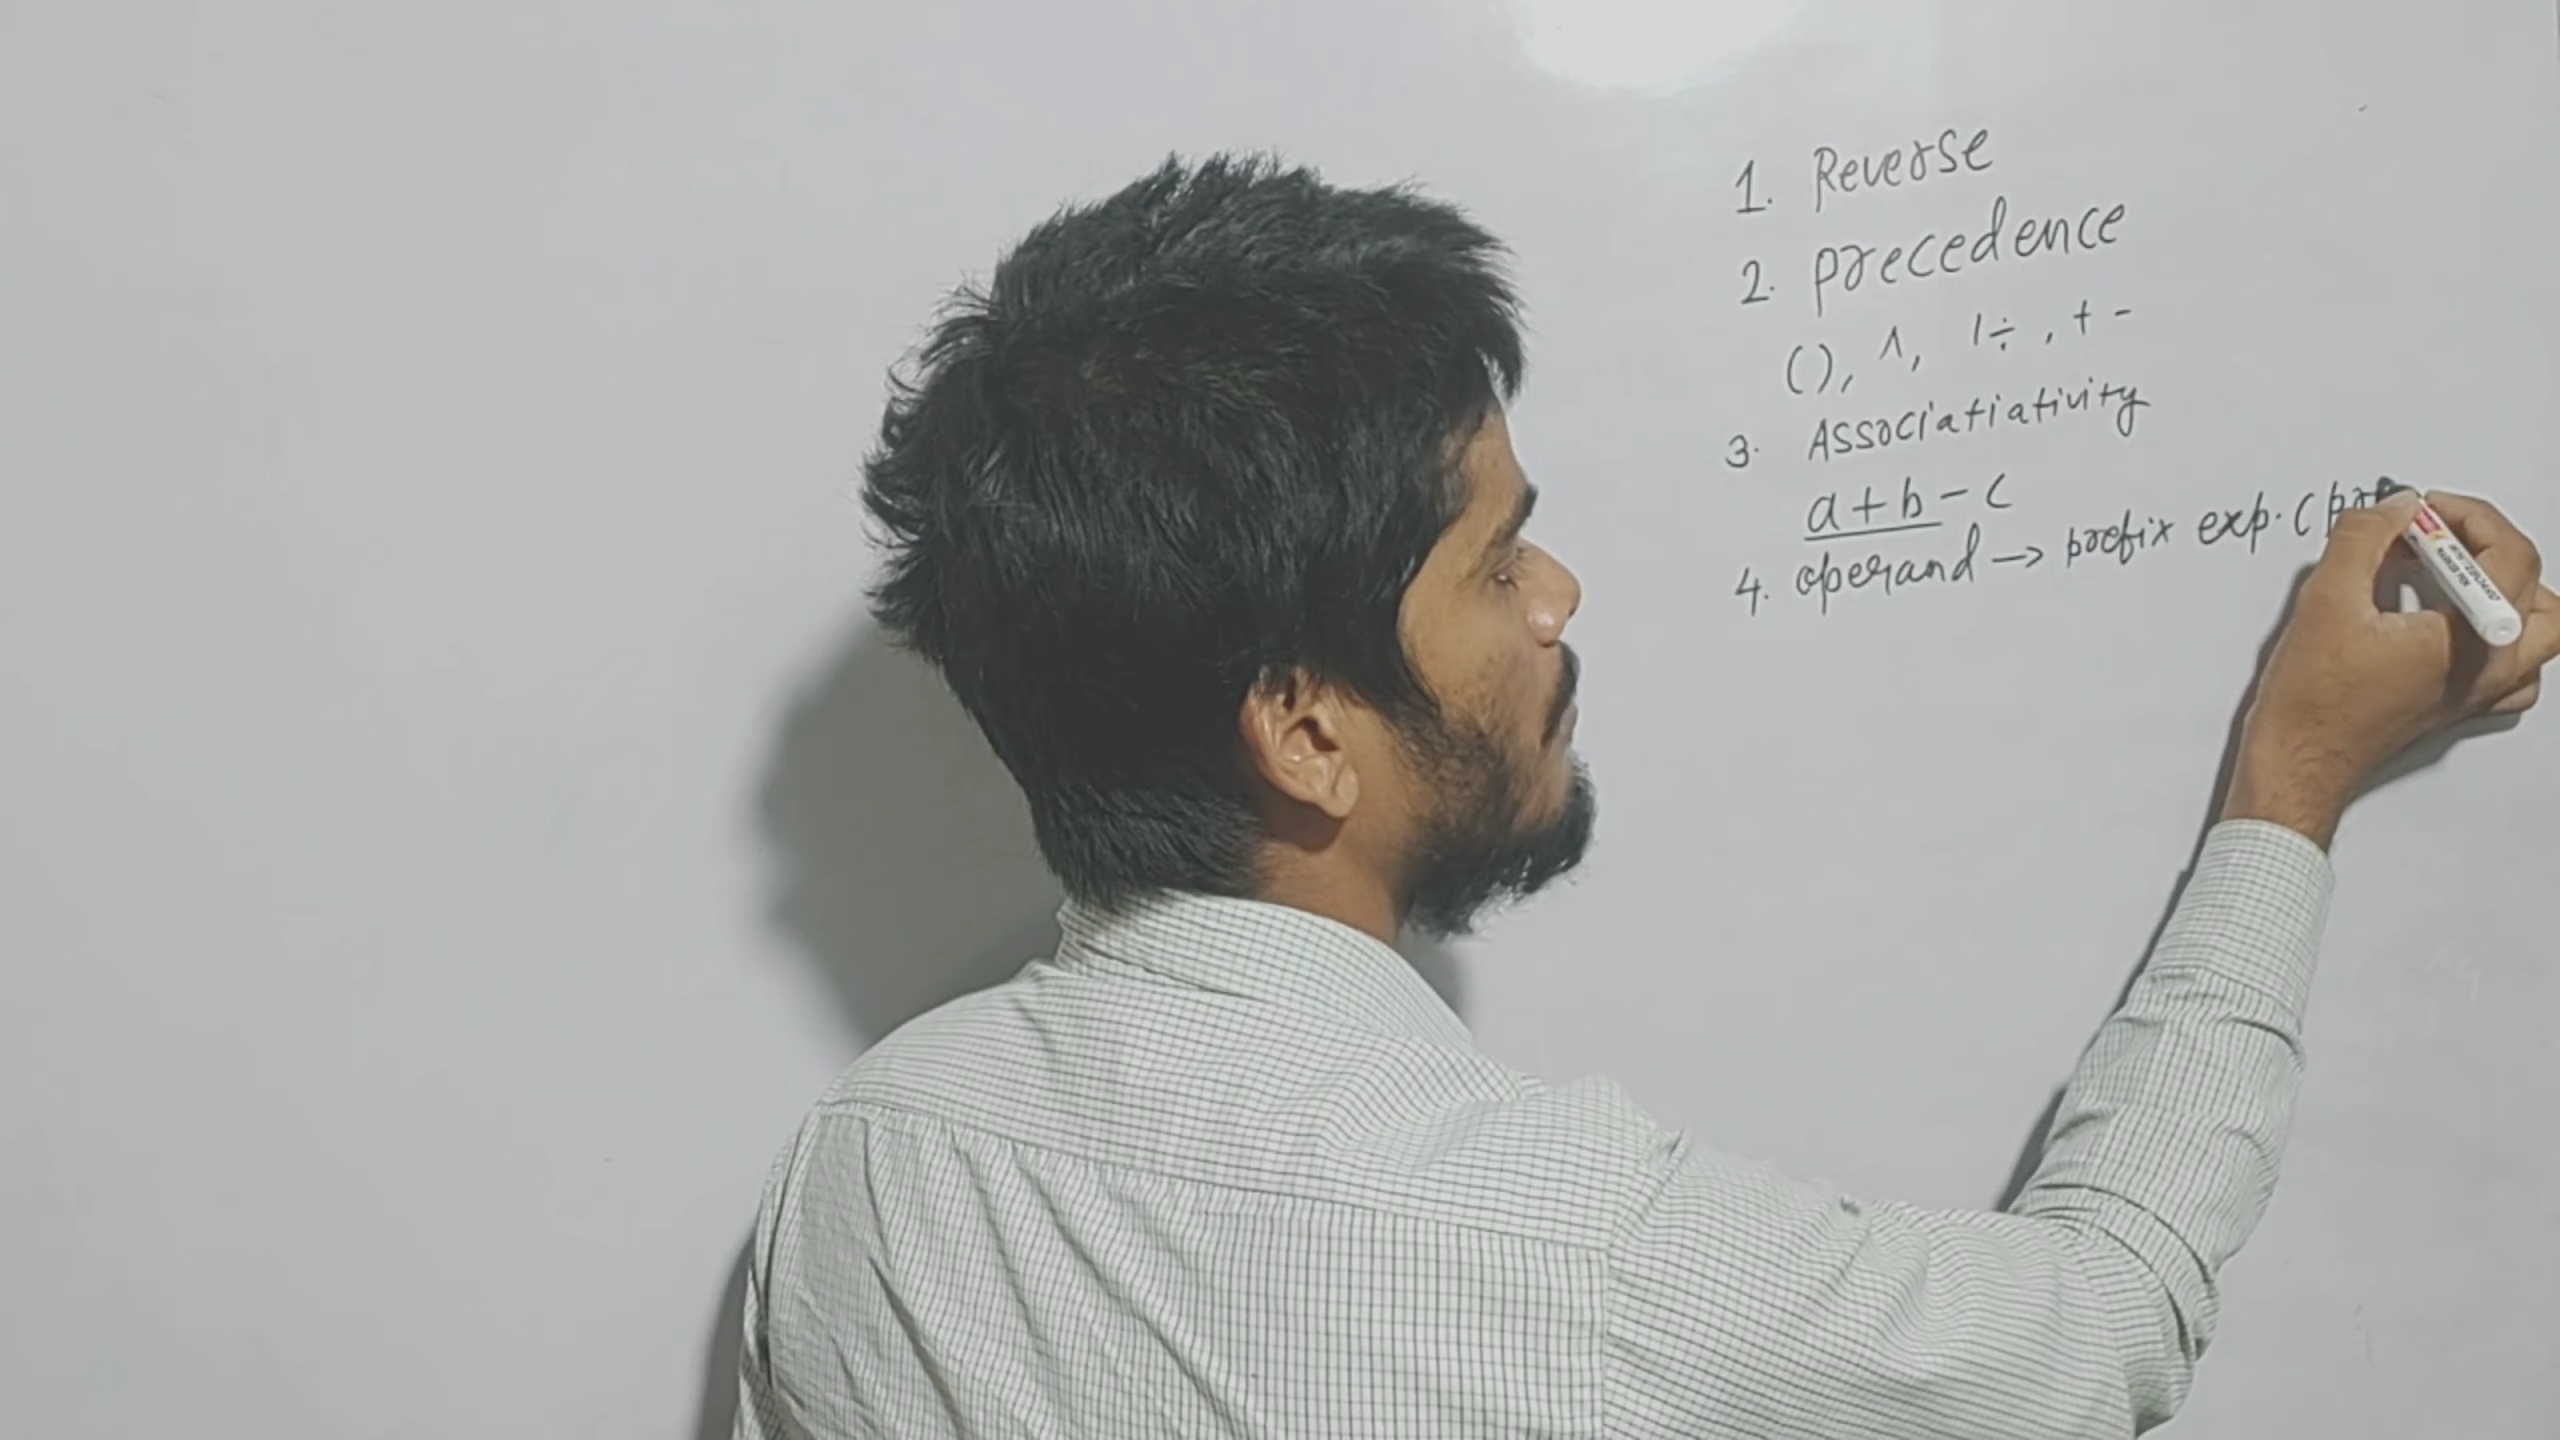 1. Reverse
2. precedence
(), ^, / ÷, + -
3. Associatiativity
a + b - c
4. operand → prefix exp. (